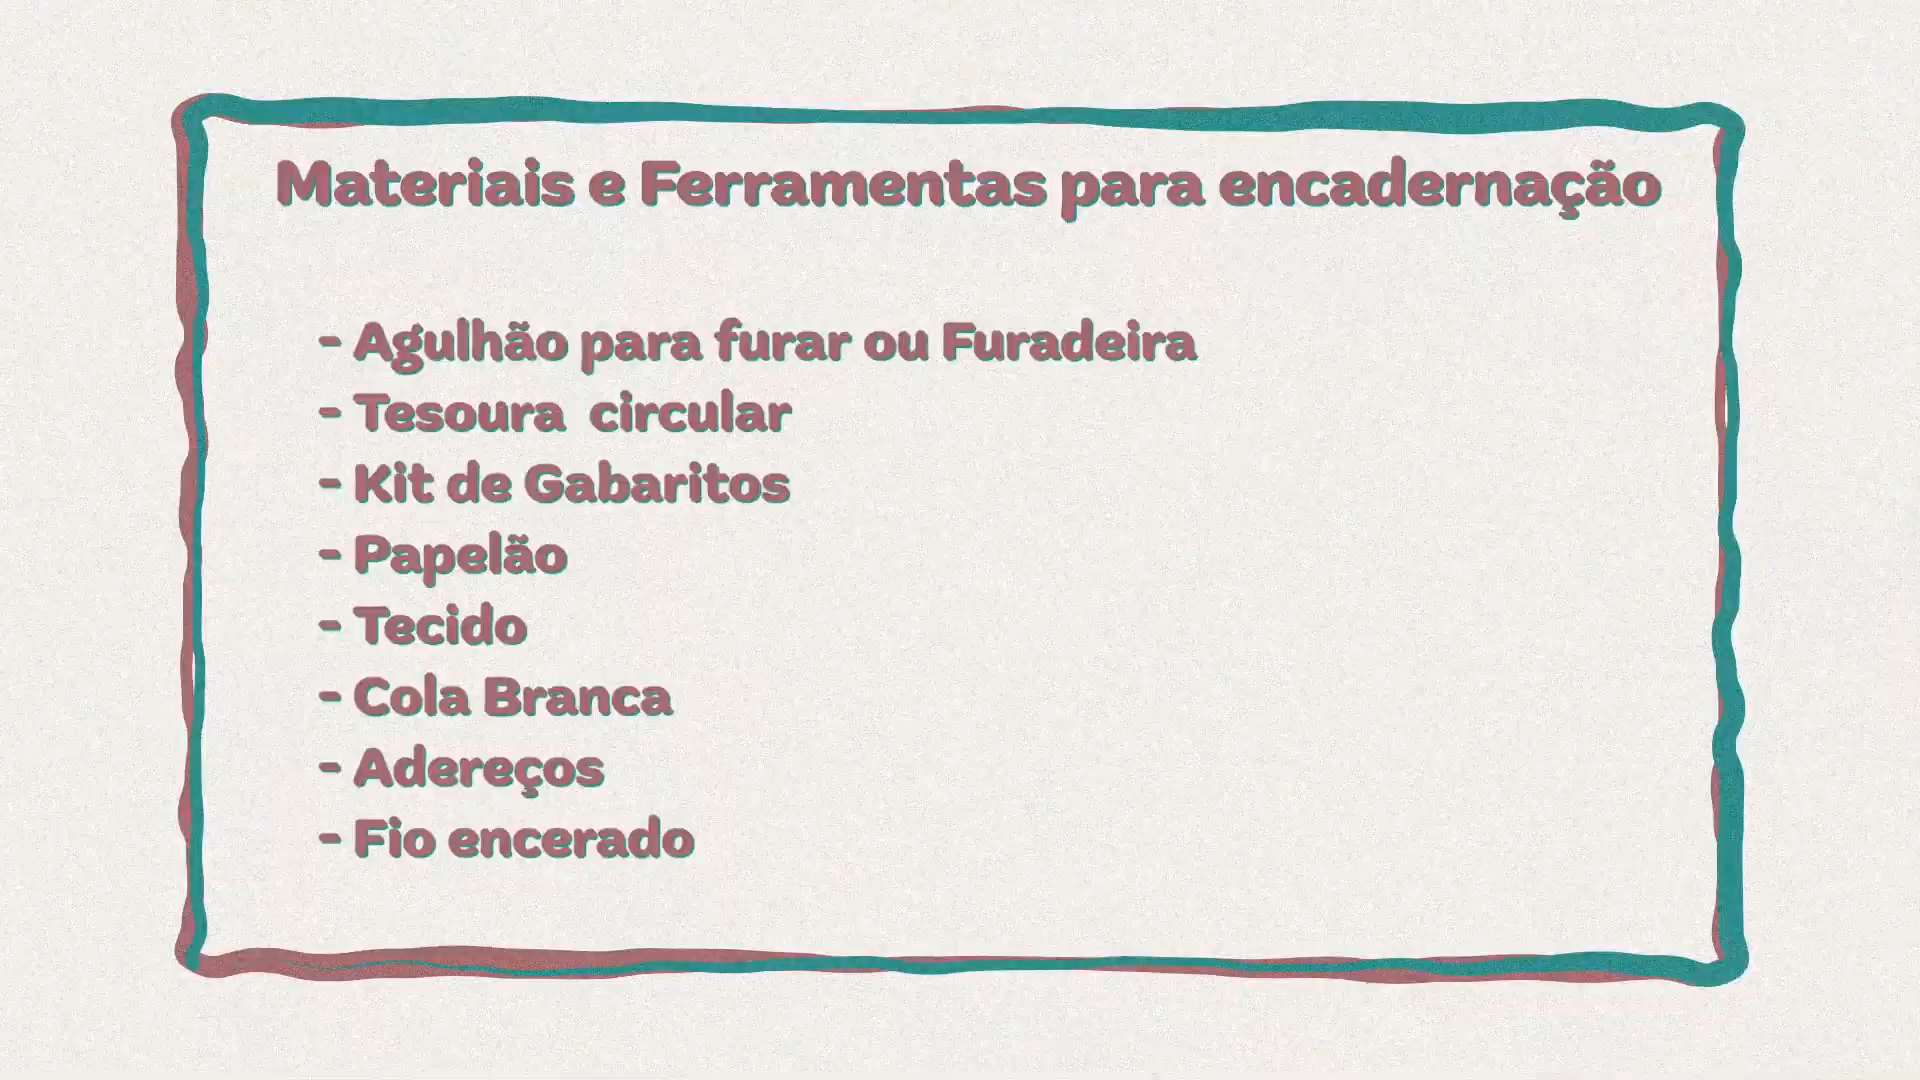 Materiais e Ferramentas para encadernação
- Agulhão para furar ou Furadeira
- Tesoura circular
- Kit de Gabaritos
- Papelão
- Tecido
- Cola Branca
- Adereços
- Fio encerado